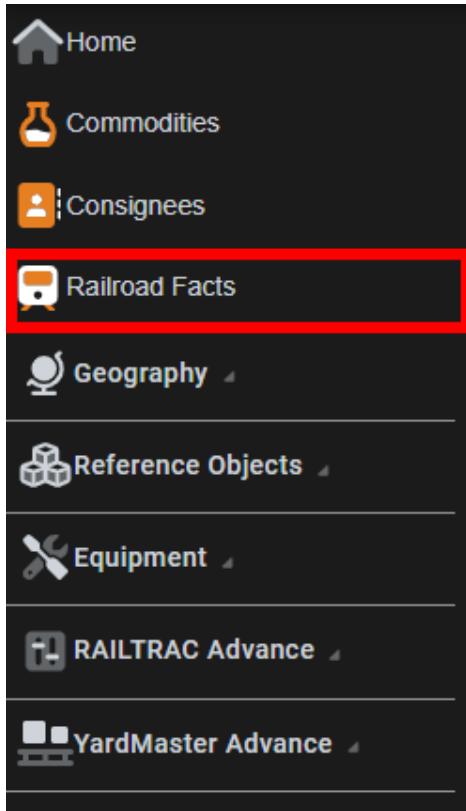 Home
Commodities
Consignees
Railroad Facts
Geography
Reference Objects
Equipment
RAILTRAC Advance
YardMaster Advance